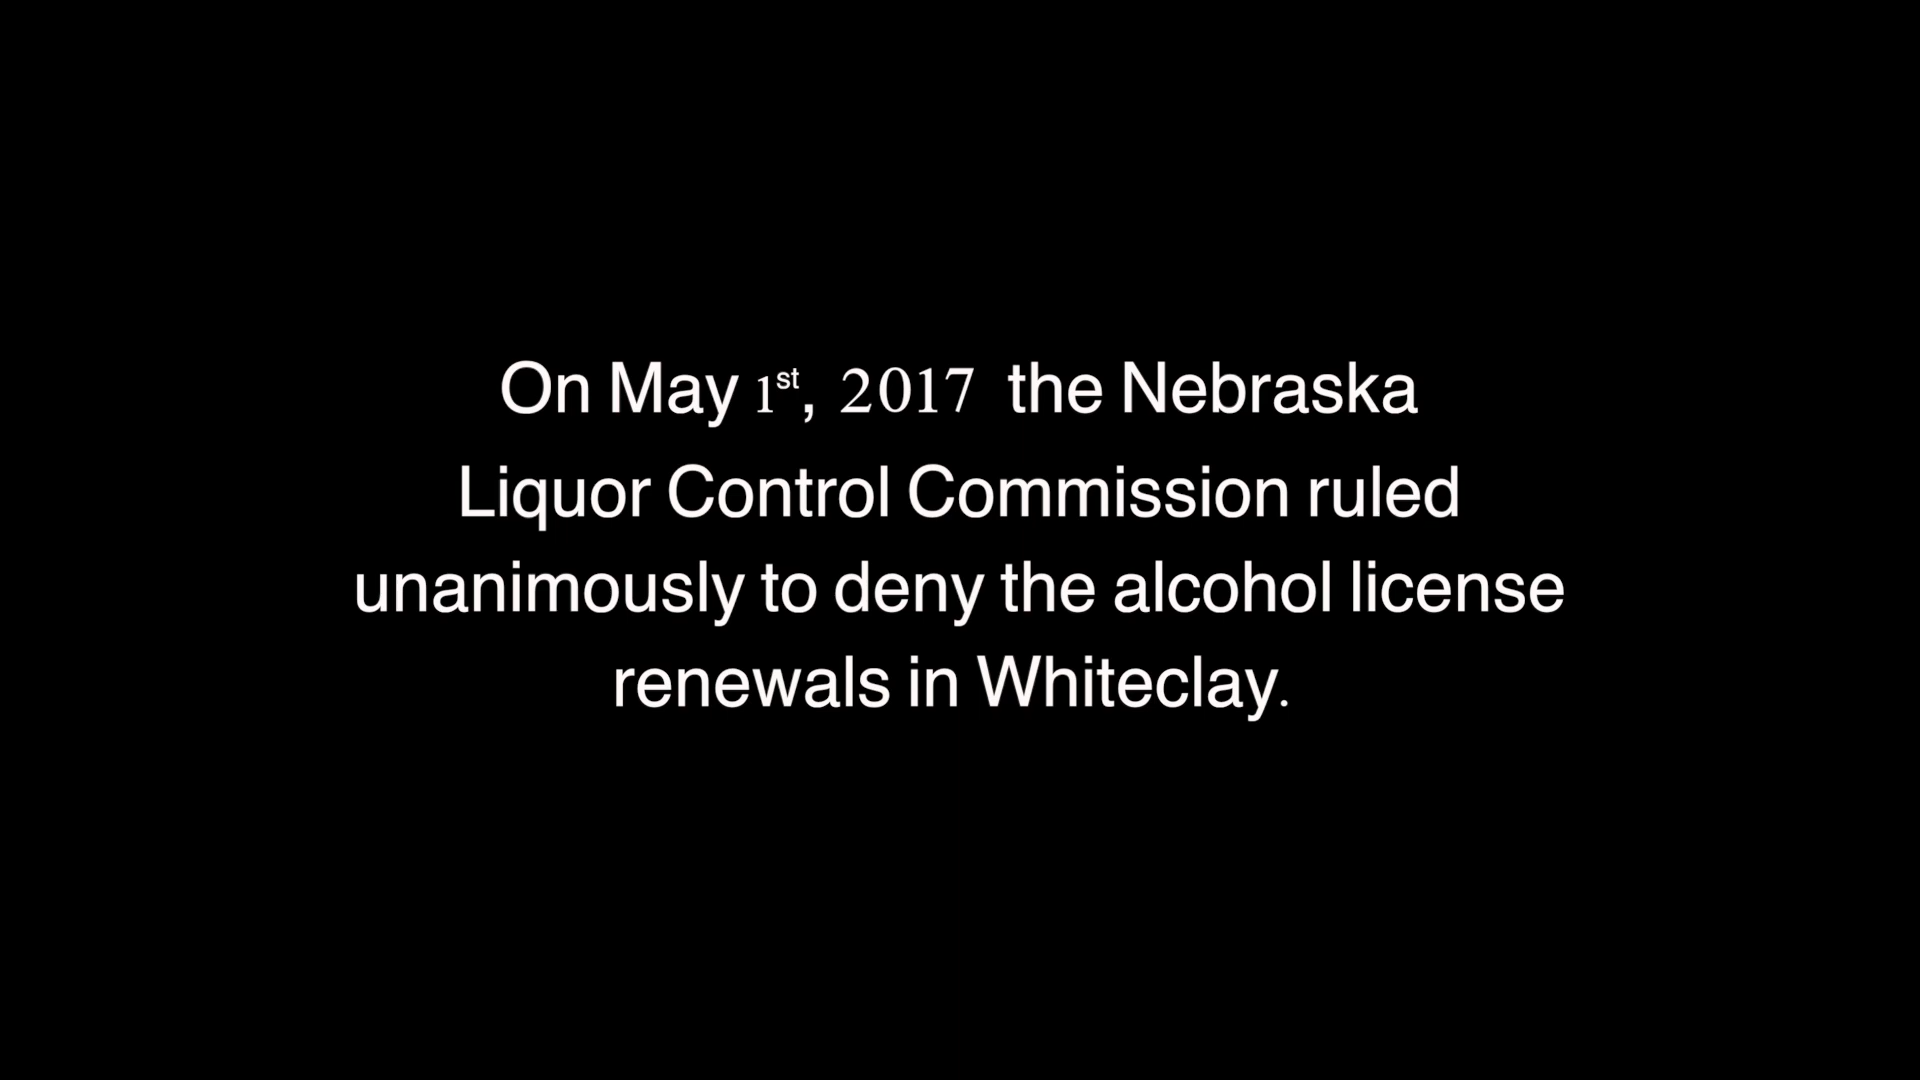 On May 1st, 2017 the Nebraska
Liquor Control Commission ruled
unanimously to deny the alcohol license
renewals in Whiteclay.